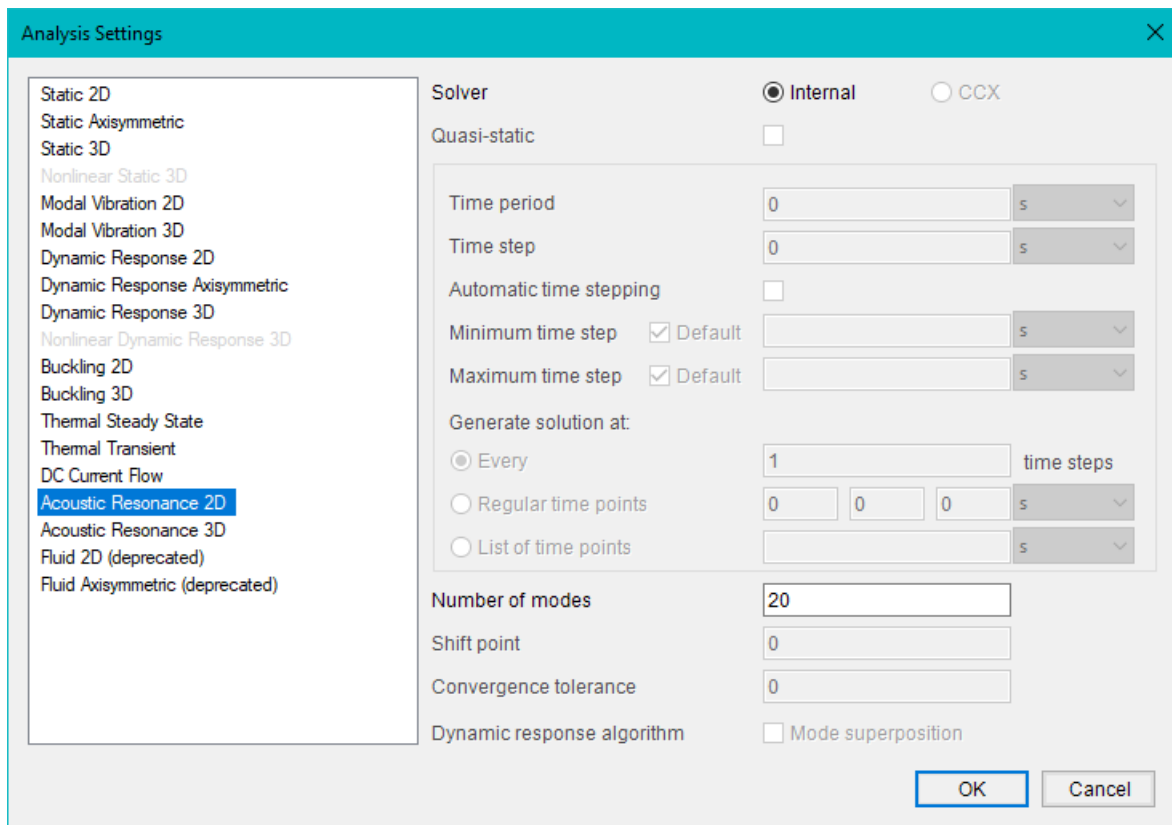 Analysis Settings
Static 2D
Static Axisymmetric
Static 3D
Nonlinear Static 3D
Modal Vibration 2D
Modal Vibration 3D
Dynamic Response 2D
Dynamic Response Axisymmetric
Dynamic Response 3D
Nonlinear Dynamic Response 3D
Buckling 2D
Buckling 3D
Thermal Steady State
Thermal Transient
DC Current Flow
Acoustic Resonance 2D
Acoustic Resonance 3D
Fluid 2D (deprecated)
Fluid Axisymmetric (deprecated)
Solver Internal CCX
Quasi-static
Time period 0 s
Time step 0 s
Automatic time stepping
Minimum time step Default s
Maximum time step Default s
Generate solution at:
Every 1 time steps
Regular time points 0 0 0 s
List of time points s
Number of modes 20
Shift point 0
Convergence tolerance 0
Dynamic response algorithm Mode superposition
OK Cancel